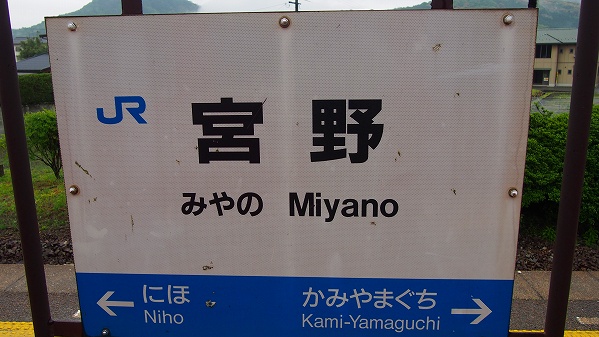 JR
宮野
みやの Miyano
← にほ かみやまぐち →
Niho Kami-Yamaguchi